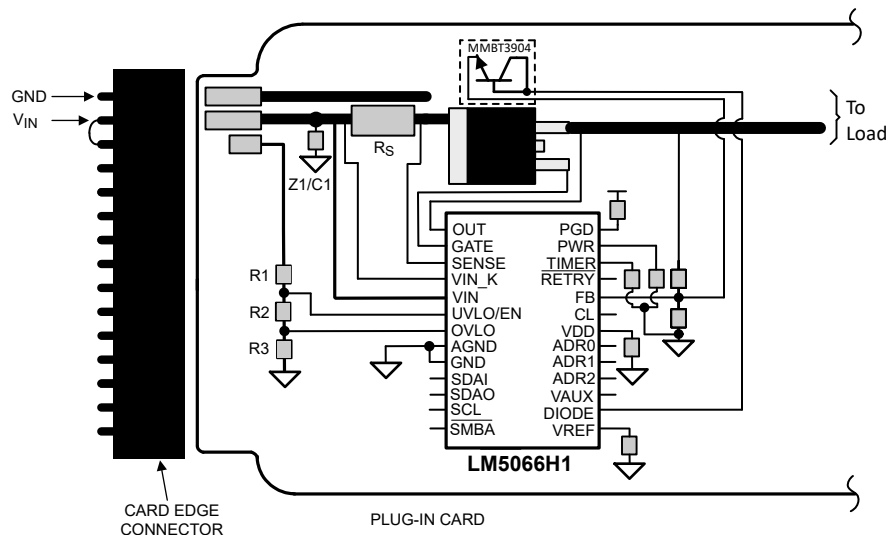 MMBT3904
GND
V_IN
To
Load
R_S
Z1/C1
R1
R2
R3
OUT
GATE
SENSE
VIN_K
VIN
UVLO/EN
OVLO
AGND
GND
SDAI
SDAO
SCL
SMBA
PGD
PWR
TIMER
RETRY
FB
CL
VDD
ADR0
ADR1
ADR2
VAUX
DIODE
VREF
LM5066H1
CARD EDGE
CONNECTOR
PLUG-IN CARD